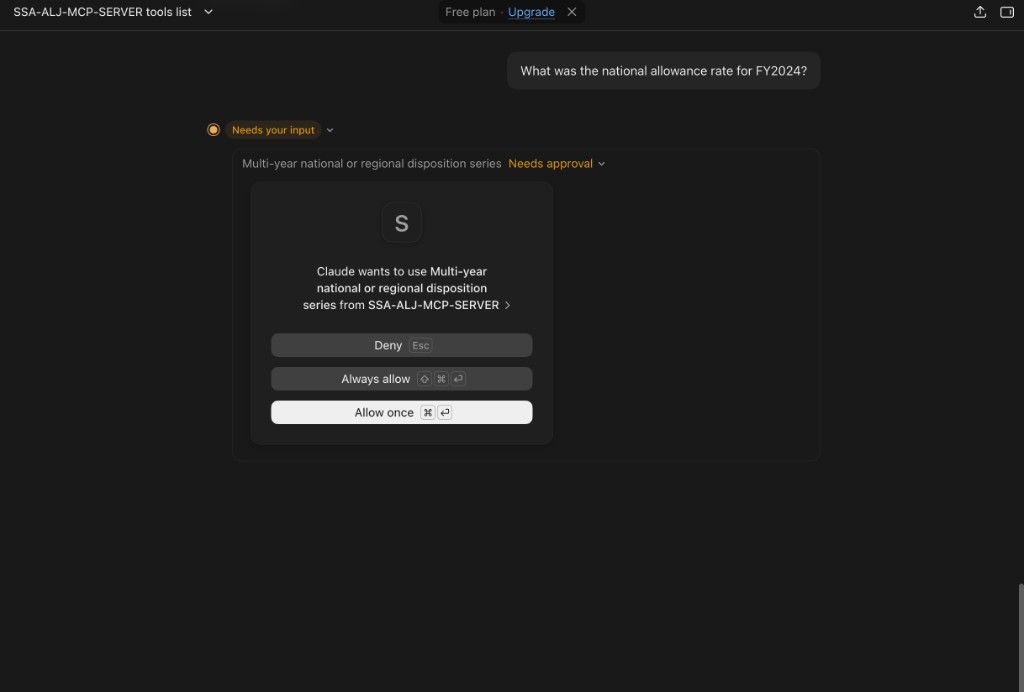 SSA-ALJ-MCP-SERVER tools list
Free plan · Upgrade
What was the national allowance rate for FY2024?
Needs your input
Multi-year national or regional disposition series Needs approval
S
Claude wants to use Multi-year
national or regional disposition
series from SSA-ALJ-MCP-SERVER
Deny Esc
Always allow ⇧ ⌘ ⏎
Allow once ⌘ ⏎